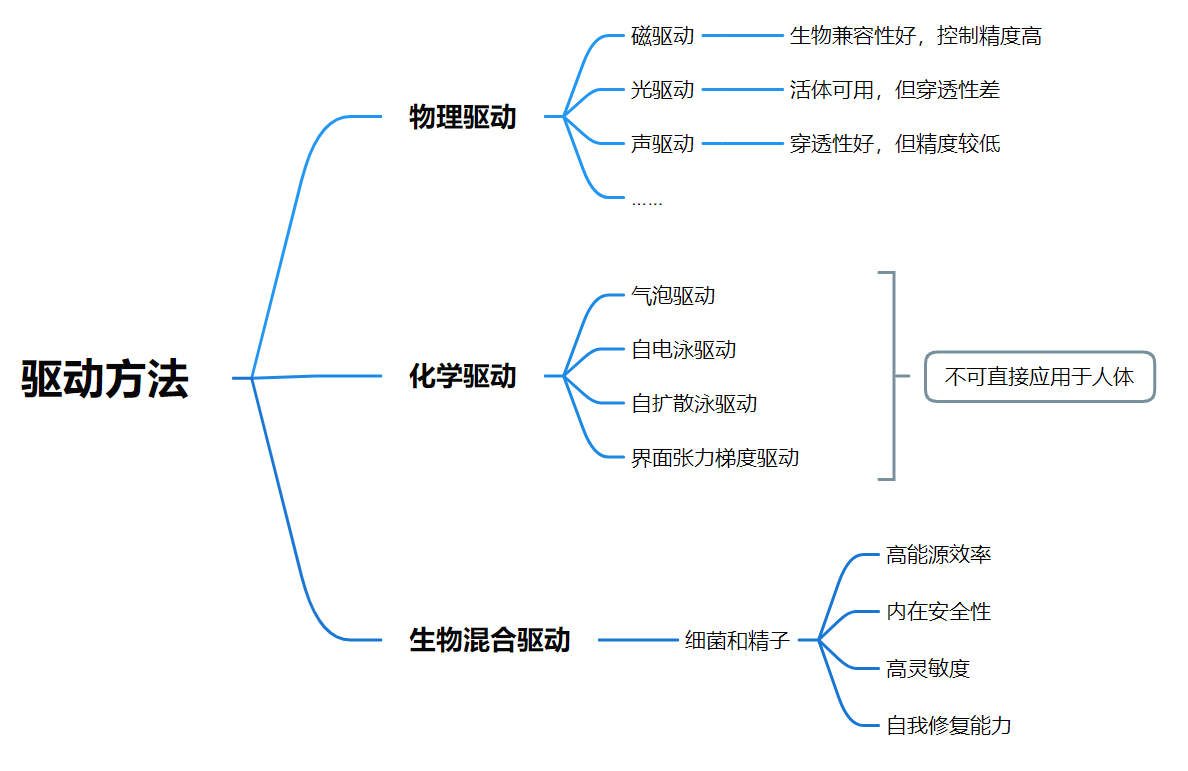 驱动方法
物理驱动
磁驱动
生物兼容性好，控制精度高
光驱动
活体可用，但穿透性差
声驱动
穿透性好，但精度较低
……
化学驱动
气泡驱动
自电泳驱动
自扩散泳驱动
界面张力梯度驱动
不可直接应用于人体
生物混合驱动
细菌和精子
高能源效率
内在安全性
高灵敏度
自我修复能力